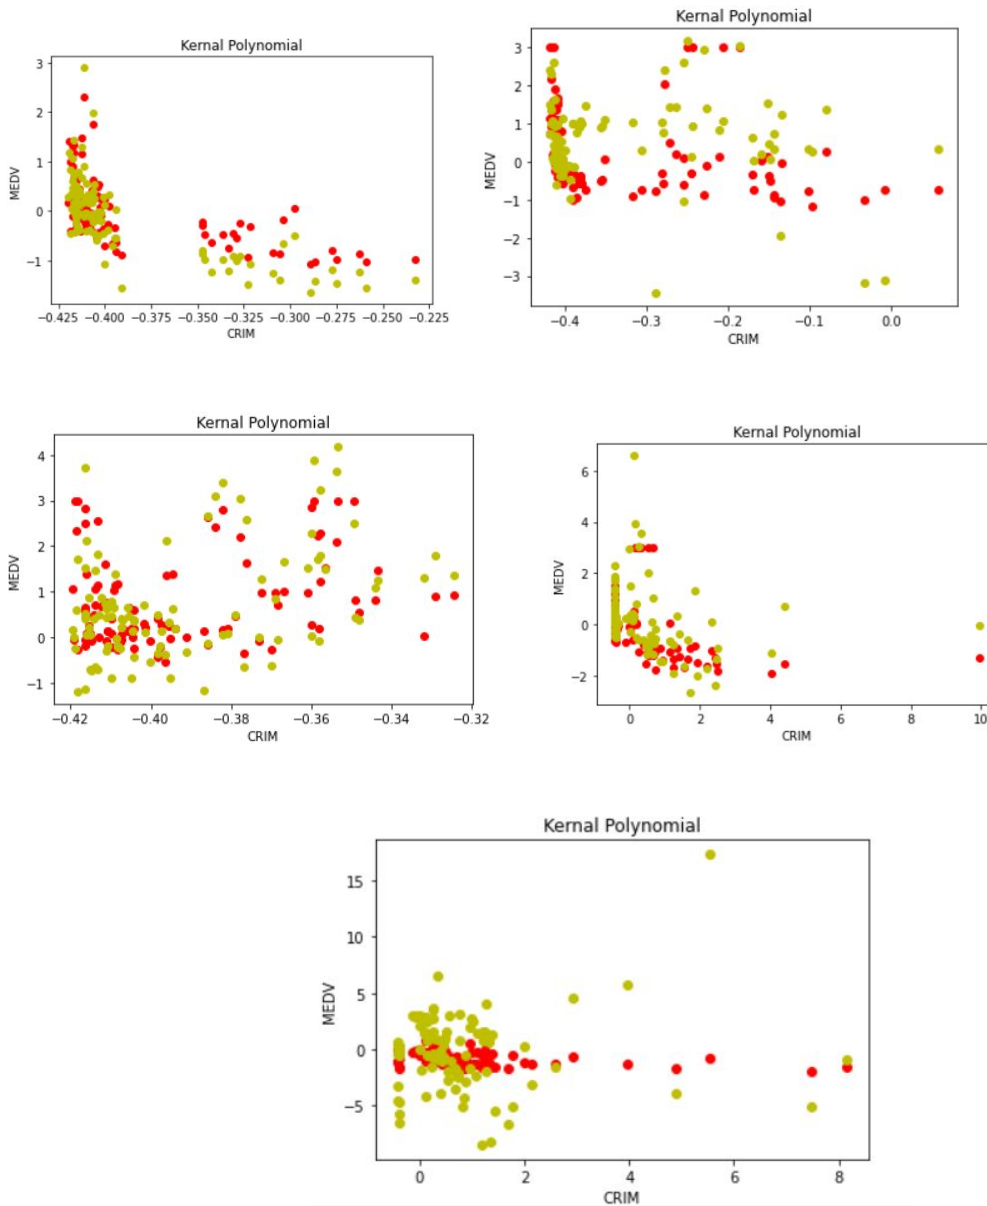 Kernal Polynomial
3
2
1
0
−1
MEDV
−0.425 −0.400 −0.375 −0.350 −0.325 −0.300 −0.275 −0.250 −0.225
CRIM
Kernal Polynomial
3
2
1
0
−1
−2
−3
MEDV
−0.4 −0.3 −0.2 −0.1 0.0
CRIM
Kernal Polynomial
4
3
2
1
0
−1
MEDV
−0.42 −0.40 −0.38 −0.36 −0.34 −0.32
CRIM
Kernal Polynomial
6
4
2
0
−2
MEDV
0 2 4 6 8 10
CRIM
Kernal Polynomial
15
10
5
0
−5
MEDV
0 2 4 6 8
CRIM